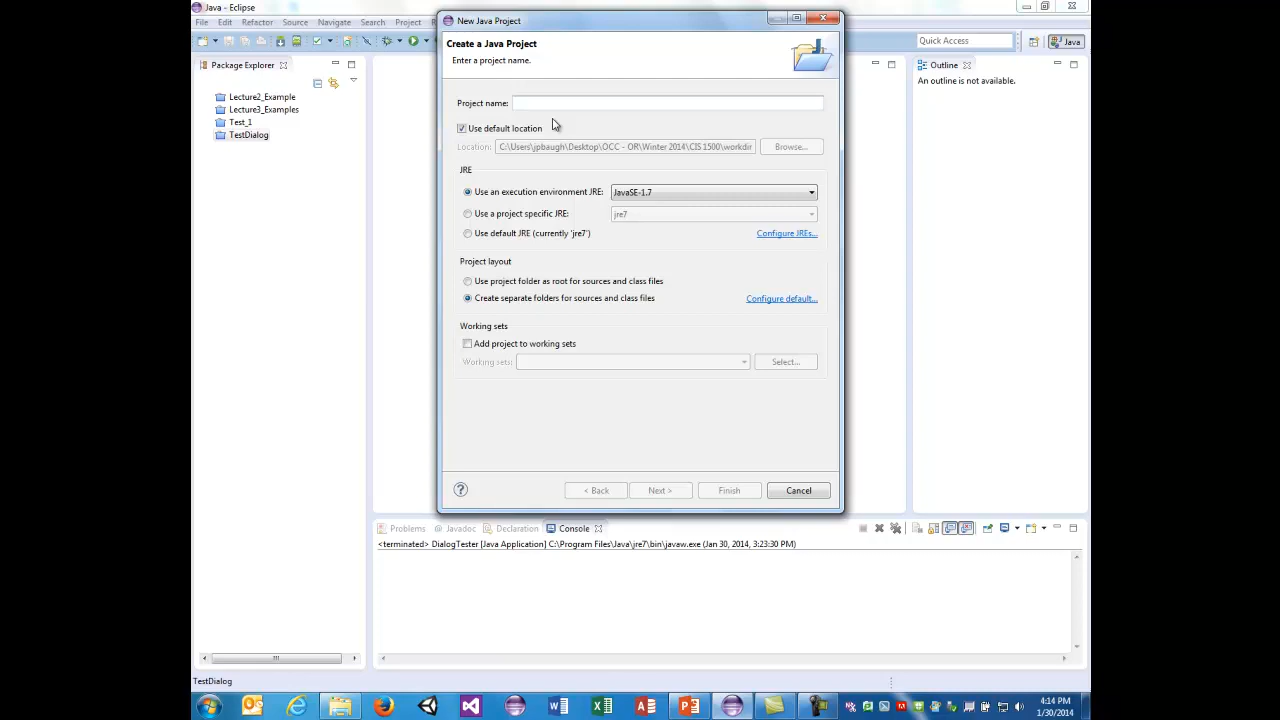 Java - Eclipse
File Edit Refactor Source Navigate Search Project
Quick Access
Java
Package Explorer
Lecture2_Example
Lecture3_Example
Test_1
TestDialog
New Java Project
Create a Java Project
Enter a project name.
Project name:
Use default location
Location: C:\Users\jpbaugh\Desktop\OCC - OR\Winter 2014\CIS 1500\workdir
Browse...
JRE
Use an execution environment JRE: JavaSE-1.7
Use a project specific JRE: jre7
Use default JRE (currently 'jre7') Configure JREs...
Project layout
Use project folder as root for sources and class files
Create separate folders for sources and class files Configure default...
Working sets
Add project to working sets
Working sets: Select...
< Back Next > Finish Cancel
Outline
An outline is not available.
Problems Javadoc Declaration Console
<terminated> DialogTester [Java Application] C:\Program Files\Java\jre7\bin\javaw.exe (Jan 30, 2014, 3:23:30 PM)
TestDialog
4:14 PM
1/30/2014